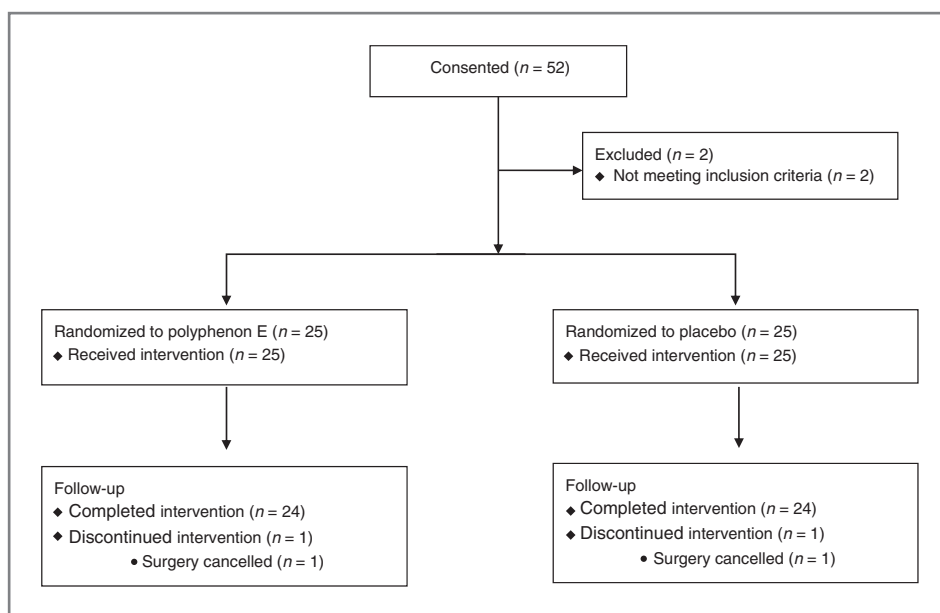 Consented (n = 52)
Excluded (n = 2)
◆ Not meeting inclusion criteria (n = 2)
Randomized to polyphenon E (n = 25)
◆ Received intervention (n = 25)
Randomized to placebo (n = 25)
◆ Received intervention (n = 25)
Follow-up
◆ Completed intervention (n = 24)
◆ Discontinued intervention (n = 1)
• Surgery cancelled (n = 1)
Follow-up
◆ Completed intervention (n = 24)
◆ Discontinued intervention (n = 1)
• Surgery cancelled (n = 1)